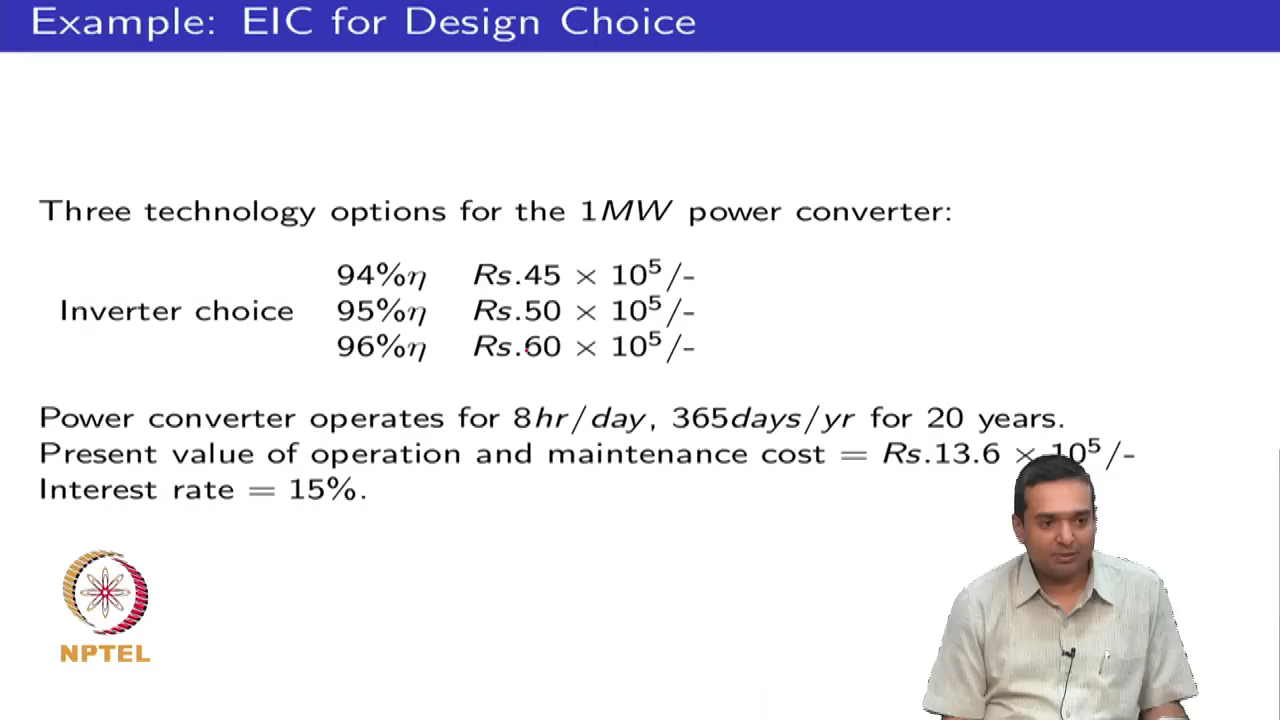 Example: EIC for Design Choice
Three technology options for the 1MW power converter:
94%η Rs.45 × 10⁵/-
Inverter choice 95%η Rs.50 × 10⁵/-
96%η Rs.60 × 10⁵/-
Power converter operates for 8hr/day, 365days/yr for 20 years.
Present value of operation and maintenance cost = Rs.13.6 × 10⁵/-
Interest rate = 15%.
NPTEL